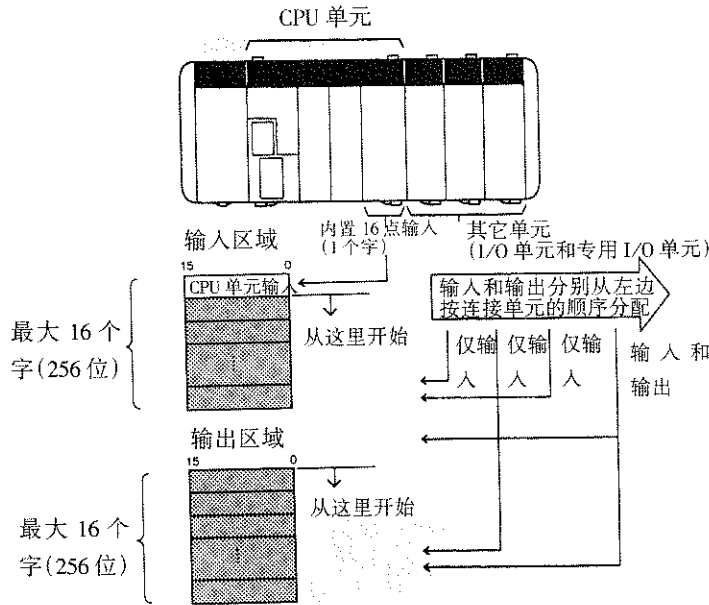 CPU 单元
内置 16 点输入
(1 个字)
其它单元
(I/O 单元和专用 I/O 单元)
输入区域
15
0
CPU 单元输入
从这里开始
最大 16 个
字(256 位)
输入和输出分别从左边
按连接单元的顺序分配
仅输
入
仅输
入
仅输
入
输 入 和
输出
输出区域
15
0
从这里开始
最大 16 个
字(256 位)